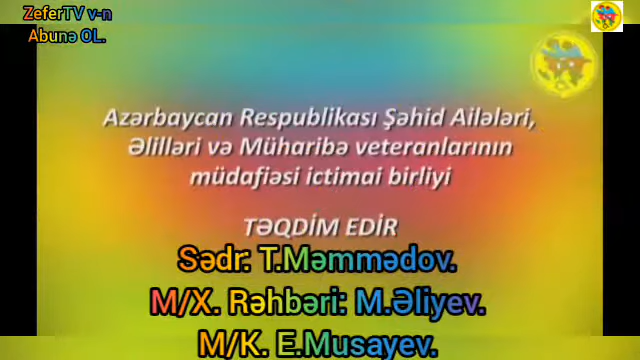 ZeferTV v-n
Abunə OL.
Azərbaycan Respublikası Şəhid Ailələri,
Əlilləri və Müharibə veteranlarının
müdafiəsi ictimai birliyi
TƏQDİM EDİR
Sədr: T.Məmmədov.
M/X. Rəhbəri: M.Əliyev.
M/K. E.Musayev.